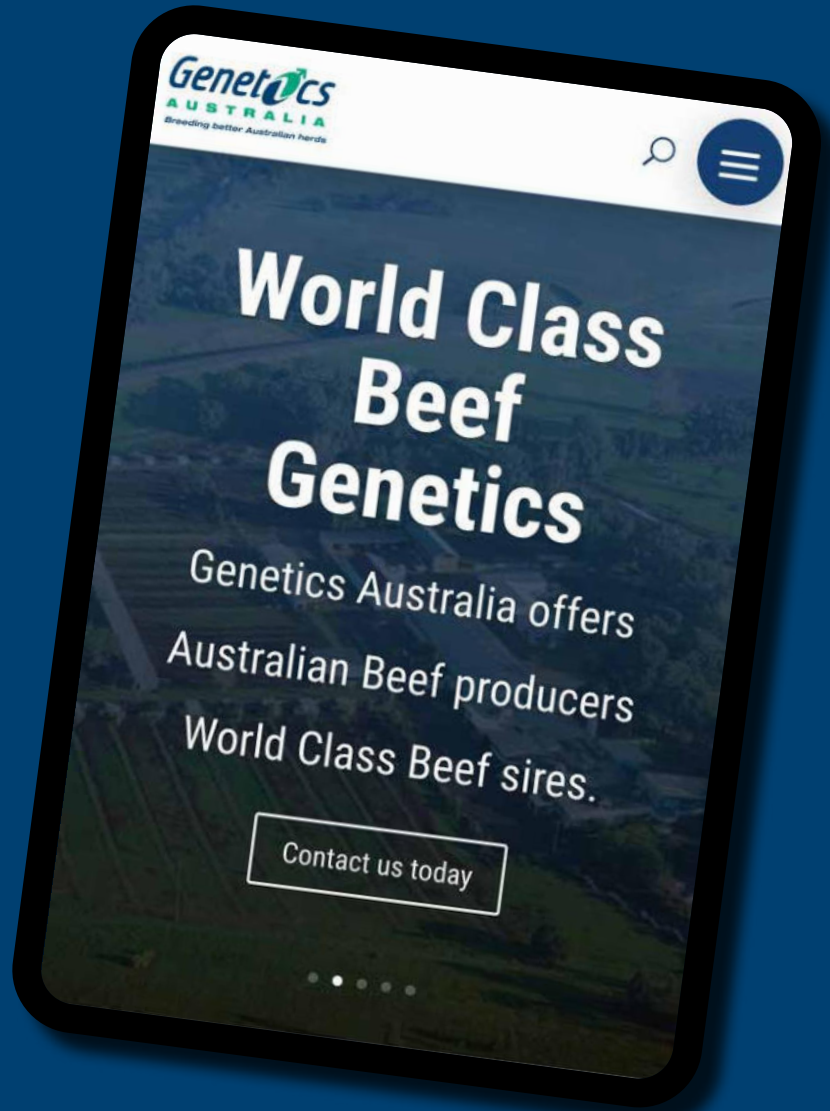 Genetics
AUSTRALIA
Breeding better Australian herds
World Class
Beef
Genetics
Genetics Australia offers
Australian Beef producers
World Class Beef sires.
Contact us today